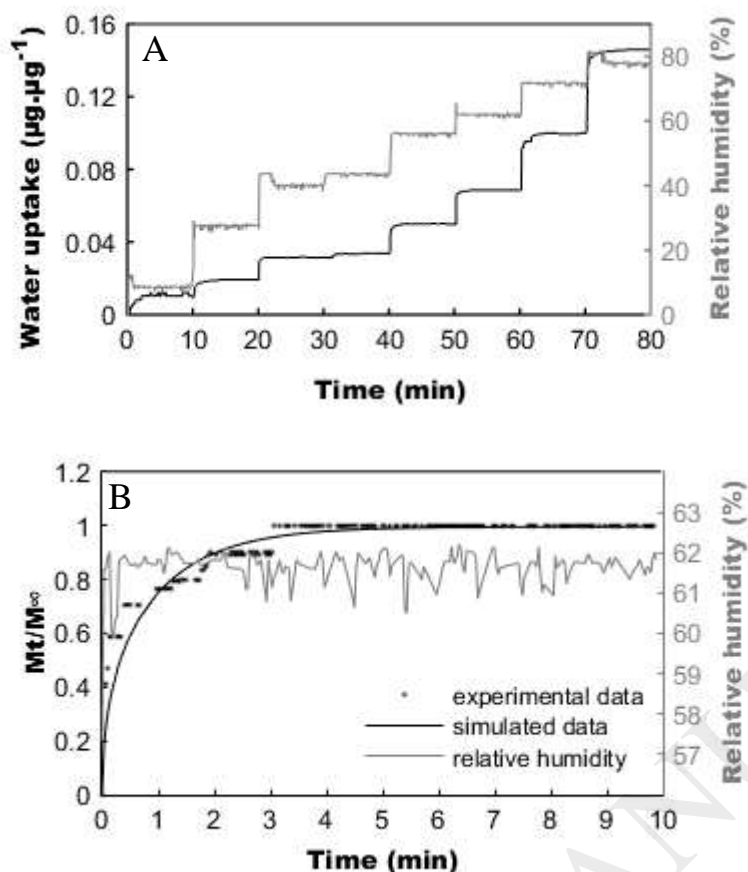 A
Water uptake (µg.µg⁻¹)
0.16
0.12
0.08
0.04
0
Relative humidity (%)
80
60
40
20
0
0 10 20 30 40 50 60 70 80
Time (min)
B
Mt/M∞
1.2
1
0.8
0.6
0.4
0.2
0
Relative humidity (%)
63
62
61
60
59
58
57
experimental data
simulated data
relative humidity
0 1 2 3 4 5 6 7 8 9 10
Time (min)